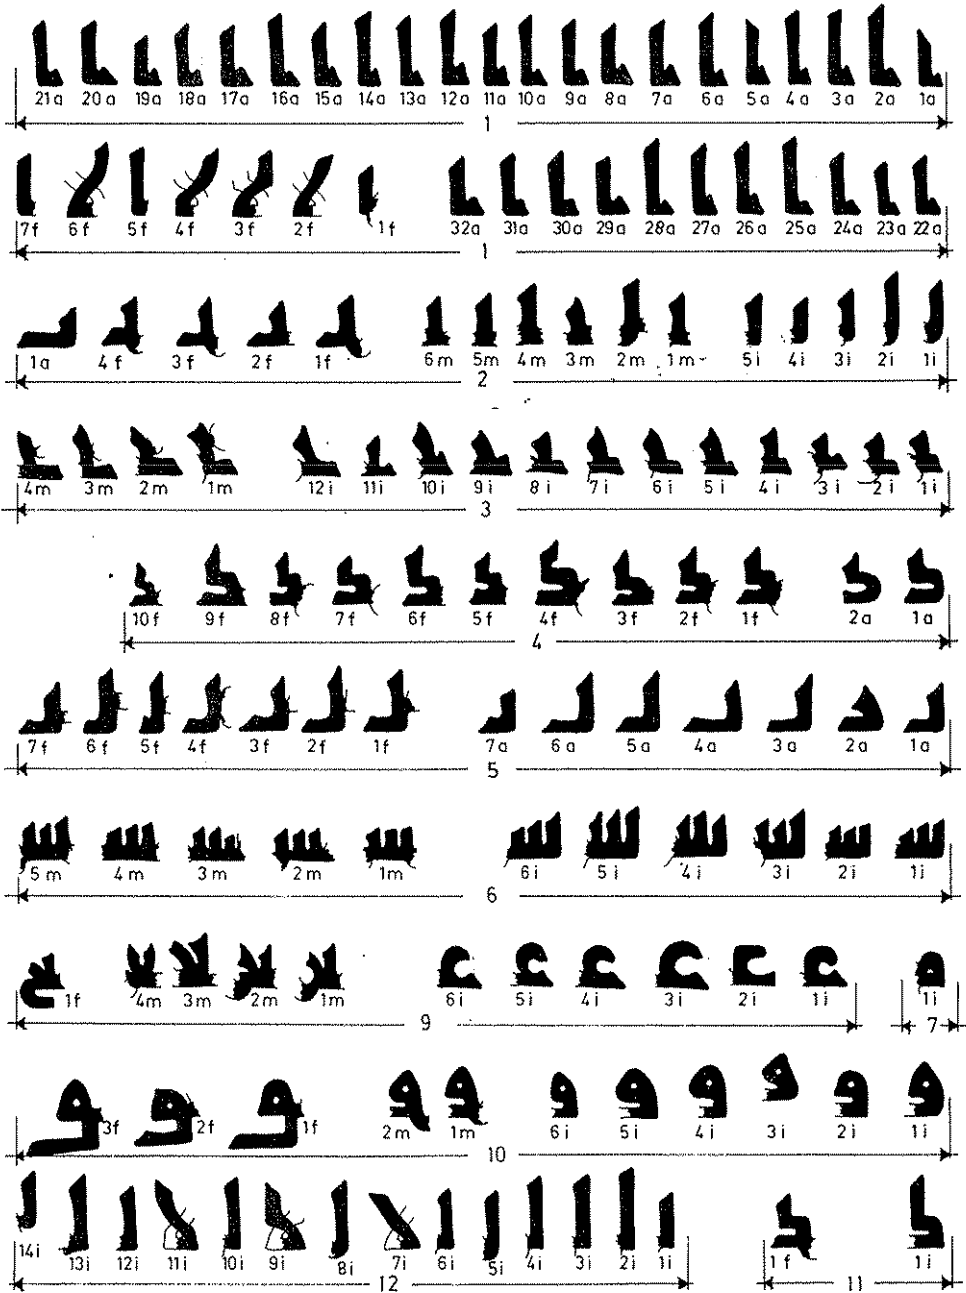 21a 20a 19a 18a 17a 16a 15a 14a 13a 12a 11a 10a 9a 8a 7a 6a 5a 4a 3a 2a 1a
1
7f 6f 5f 4f 3f 2f 1f 32a 31a 30a 29a 28a 27a 26a 25a 24a 23a 22a
1
1a 4f 3f 2f 1f 6m 5m 4m 3m 2m 1m 5i 4i 3i 2i 1i
2
4m 3m 2m 1m 12i 11i 10i 9i 8i 7i 6i 5i 4i 3i 2i 1i
3
10f 9f 8f 7f 6f 5f 4f 3f 2f 1f 2a 1a
4
7f 6f 5f 4f 3f 2f 1f 7a 6a 5a 4a 3a 2a 1a
5
5m 4m 3m 2m 1m 6i 5i 4i 3i 2i 1i
6
1f 4m 3m 2m 1m 6i 5i 4i 3i 2i 1i 1i
9 7
3f 2f 1f 2m 1m 6i 5i 4i 3i 2i 1i
10
14i 13i 12i 11i 10i 9i 8i 7i 6i 5i 4i 3i 2i 1i 1f 1i
12 11